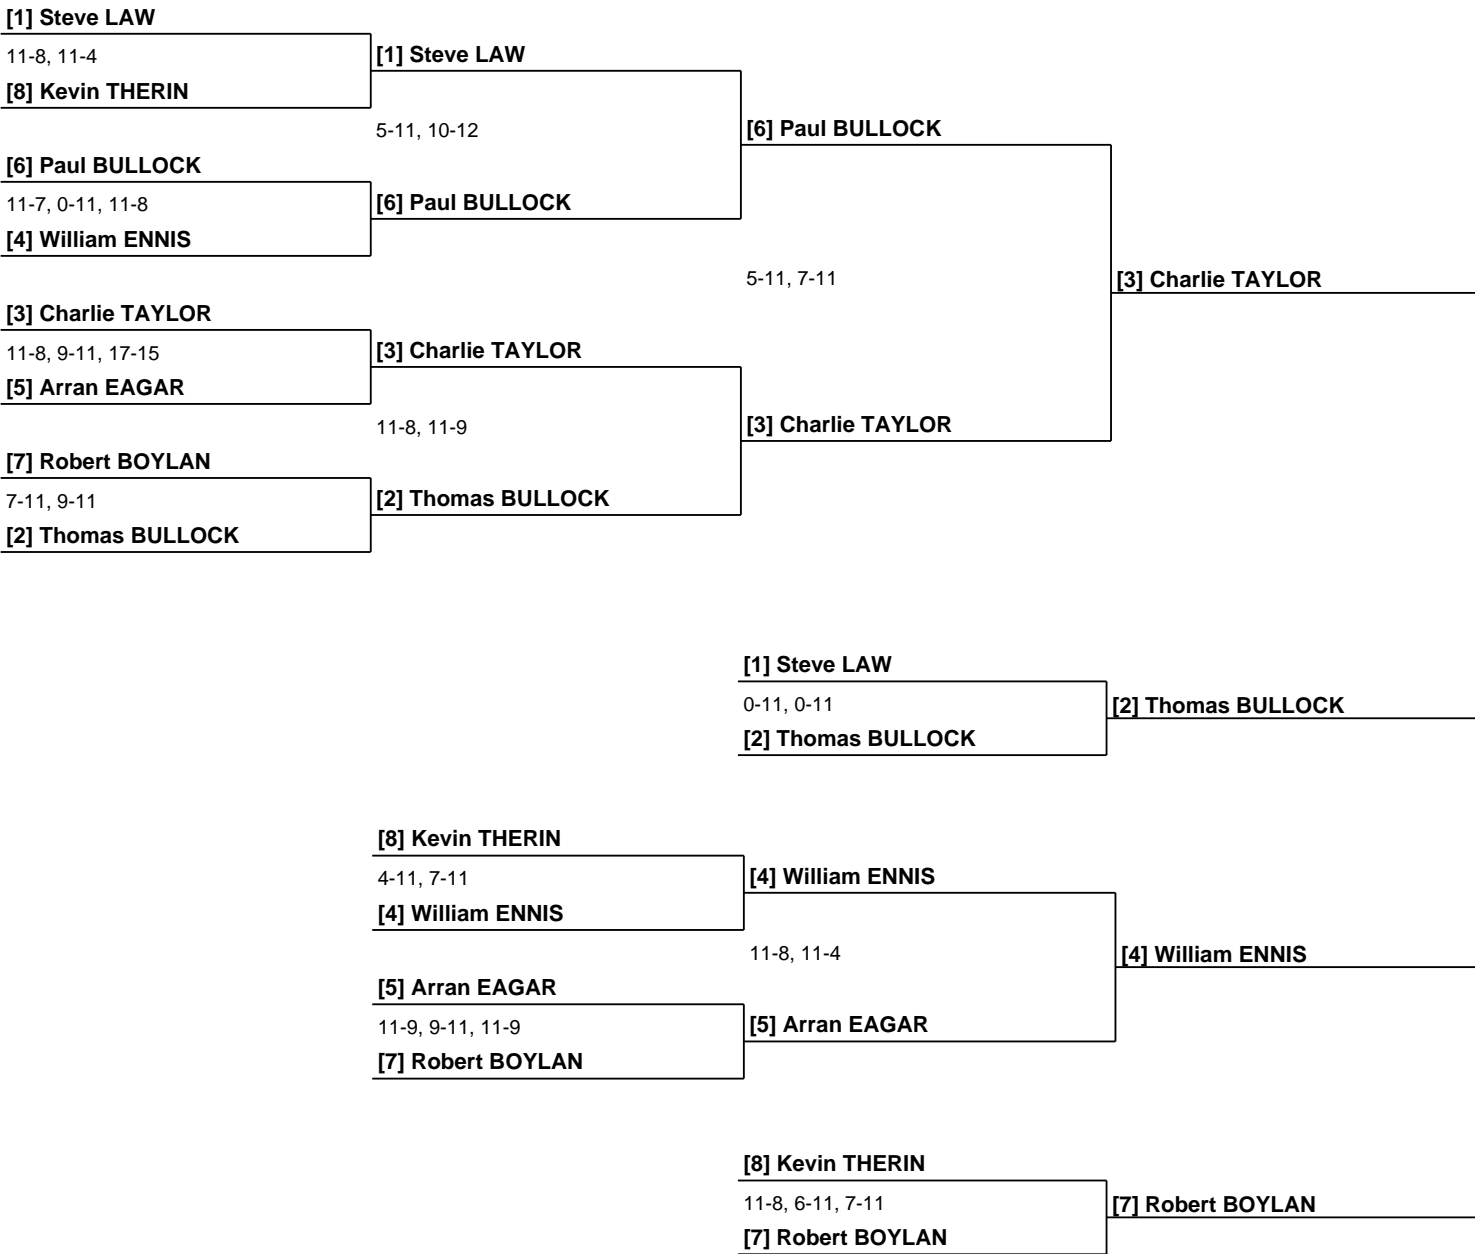 [1] Steve LAW
11-8, 11-4
[8] Kevin THERIN
[1] Steve LAW
5-11, 10-12
[6] Paul BULLOCK
[6] Paul BULLOCK
11-7, 0-11, 11-8
[4] William ENNIS
[6] Paul BULLOCK
5-11, 7-11
[3] Charlie TAYLOR
[3] Charlie TAYLOR
11-8, 9-11, 17-15
[5] Arran EAGAR
[3] Charlie TAYLOR
11-8, 11-9
[3] Charlie TAYLOR
[7] Robert BOYLAN
7-11, 9-11
[2] Thomas BULLOCK
[2] Thomas BULLOCK
[1] Steve LAW
0-11, 0-11
[2] Thomas BULLOCK
[2] Thomas BULLOCK
[8] Kevin THERIN
4-11, 7-11
[4] William ENNIS
[4] William ENNIS
11-8, 11-4
[4] William ENNIS
[5] Arran EAGAR
11-9, 9-11, 11-9
[7] Robert BOYLAN
[5] Arran EAGAR
[8] Kevin THERIN
11-8, 6-11, 7-11
[7] Robert BOYLAN
[7] Robert BOYLAN